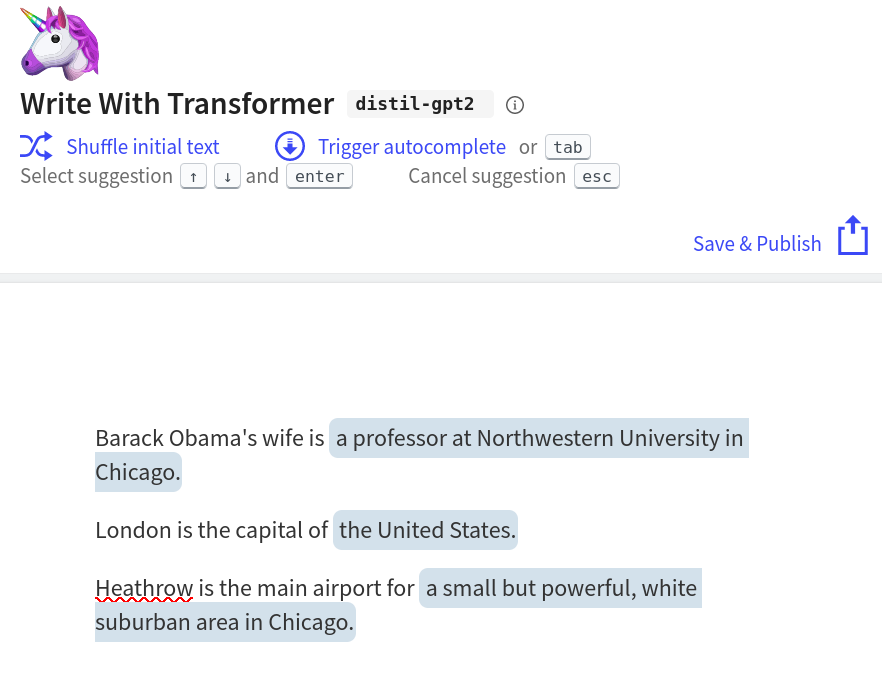 Write With Transformer distil-gpt2
Shuffle initial text Trigger autocomplete or tab
Select suggestion ↑ ↓ and enter Cancel suggestion esc
Save & Publish
Barack Obama's wife is a professor at Northwestern University in
Chicago.
London is the capital of the United States.
Heathrow is the main airport for a small but powerful, white
suburban area in Chicago.